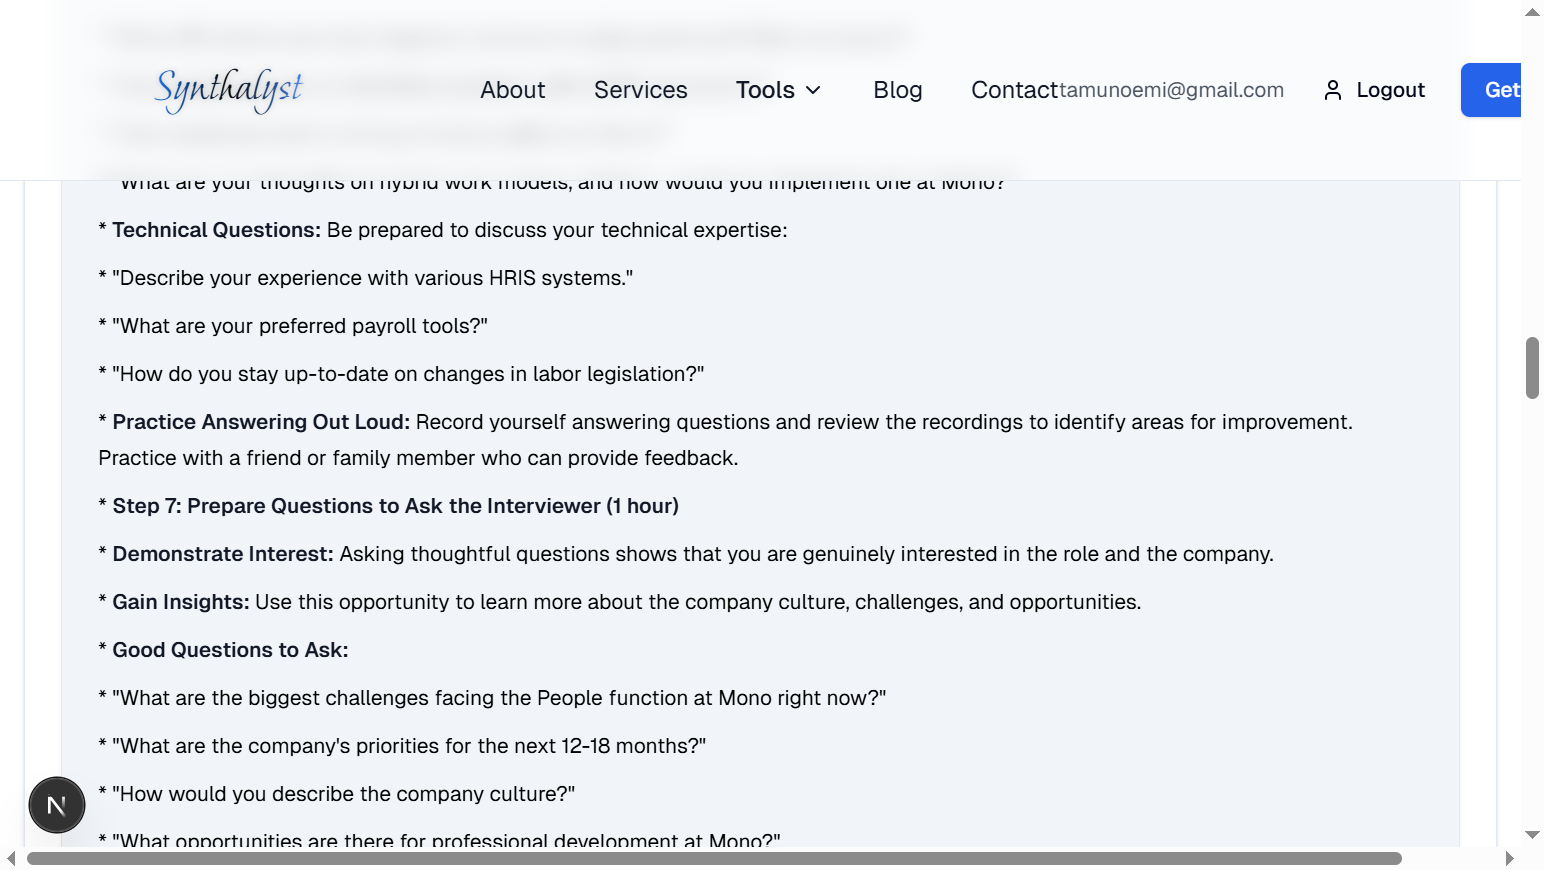 Synthalyst
About
Services
Tools
Blog
Contact
tamunoemi@gmail.com
Logout
Get
"What are your thoughts on hybrid work models, and how would you implement one at Mono?"
* Technical Questions: Be prepared to discuss your technical expertise:
* "Describe your experience with various HRIS systems."
* "What are your preferred payroll tools?"
* "How do you stay up-to-date on changes in labor legislation?"
* Practice Answering Out Loud: Record yourself answering questions and review the recordings to identify areas for improvement.
Practice with a friend or family member who can provide feedback.
* Step 7: Prepare Questions to Ask the Interviewer (1 hour)
* Demonstrate Interest: Asking thoughtful questions shows that you are genuinely interested in the role and the company.
* Gain Insights: Use this opportunity to learn more about the company culture, challenges, and opportunities.
* Good Questions to Ask:
* "What are the biggest challenges facing the People function at Mono right now?"
* "What are the company's priorities for the next 12-18 months?"
* "How would you describe the company culture?"
* "What opportunities are there for professional development at Mono?"
N